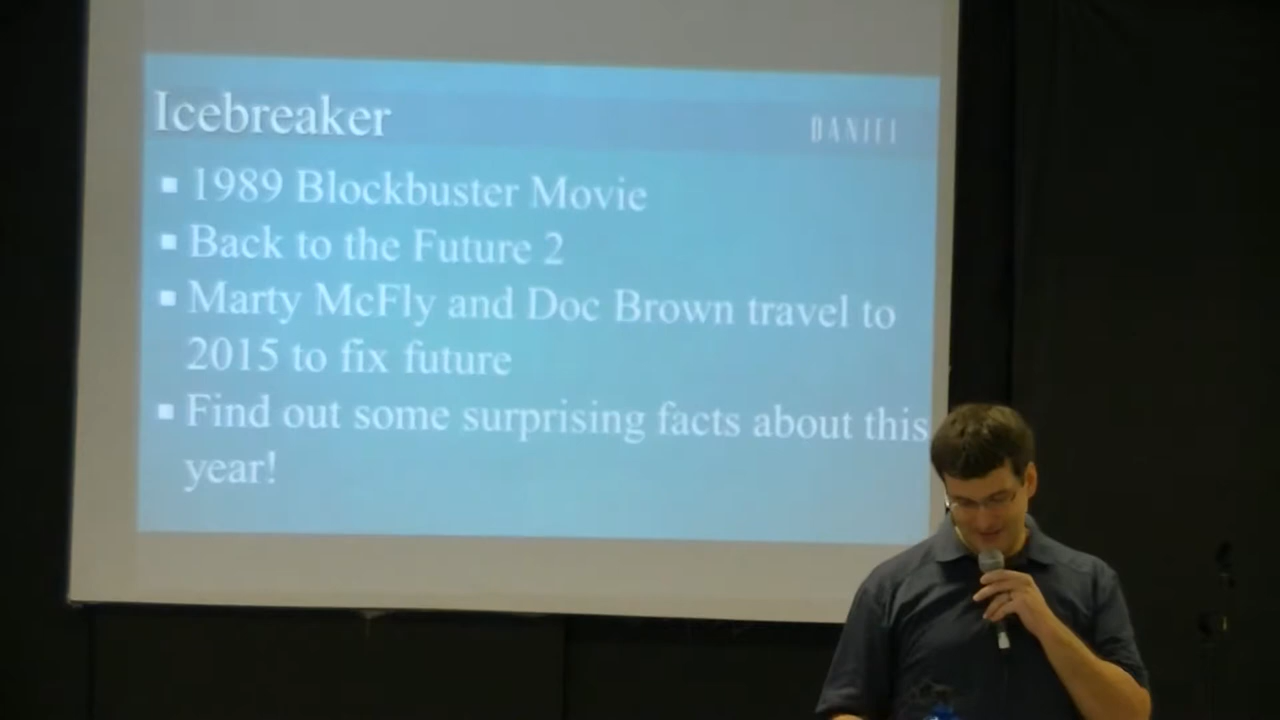 Icebreaker
DANIEL
▪ 1989 Blockbuster Movie
▪ Back to the Future 2
▪ Marty McFly and Doc Brown travel to
2015 to fix future
▪ Find out some surprising facts about this
year!